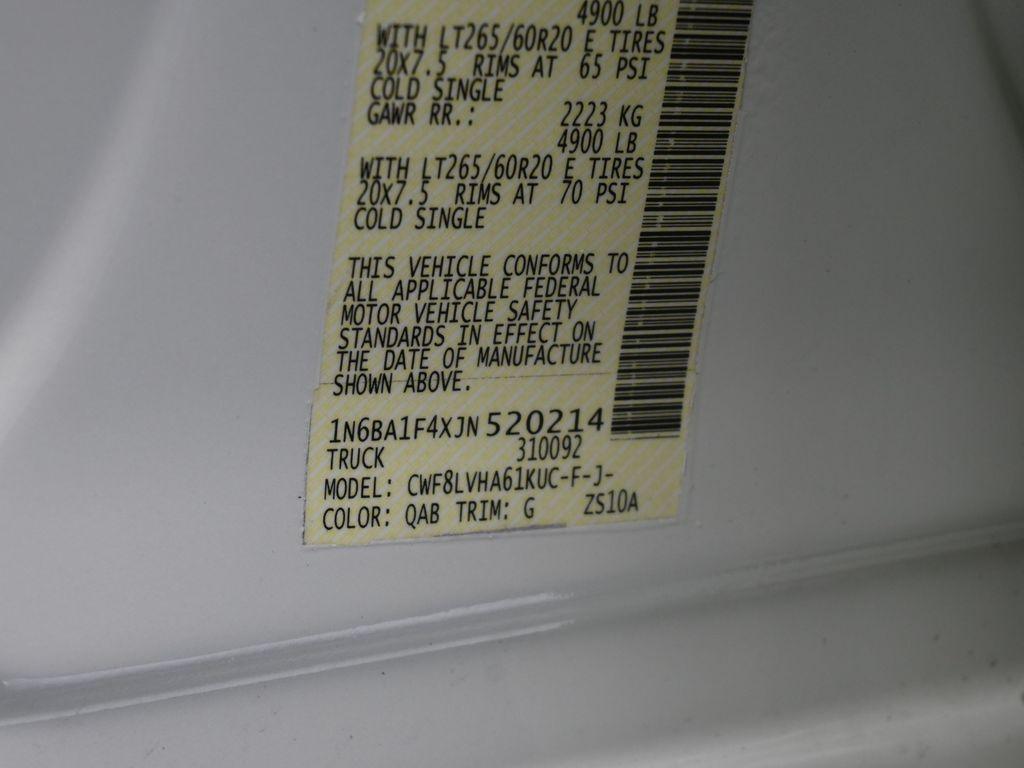 4900 LB
WITH LT265/60R20 E TIRES
20X7.5 RIMS AT 65 PSI
COLD SINGLE
GAWR RR.: 2223 KG
4900 LB
WITH LT265/60R20 E TIRES
20X7.5 RIMS AT 70 PSI
COLD SINGLE
THIS VEHICLE CONFORMS TO
ALL APPLICABLE FEDERAL
MOTOR VEHICLE SAFETY
STANDARDS IN EFFECT ON
THE DATE OF MANUFACTURE
SHOWN ABOVE.
1N6BA1F4XJN520214
TRUCK 310092
MODEL: CWF8LVHA61KUC-F-J-
COLOR: QAB TRIM: G ZS10A